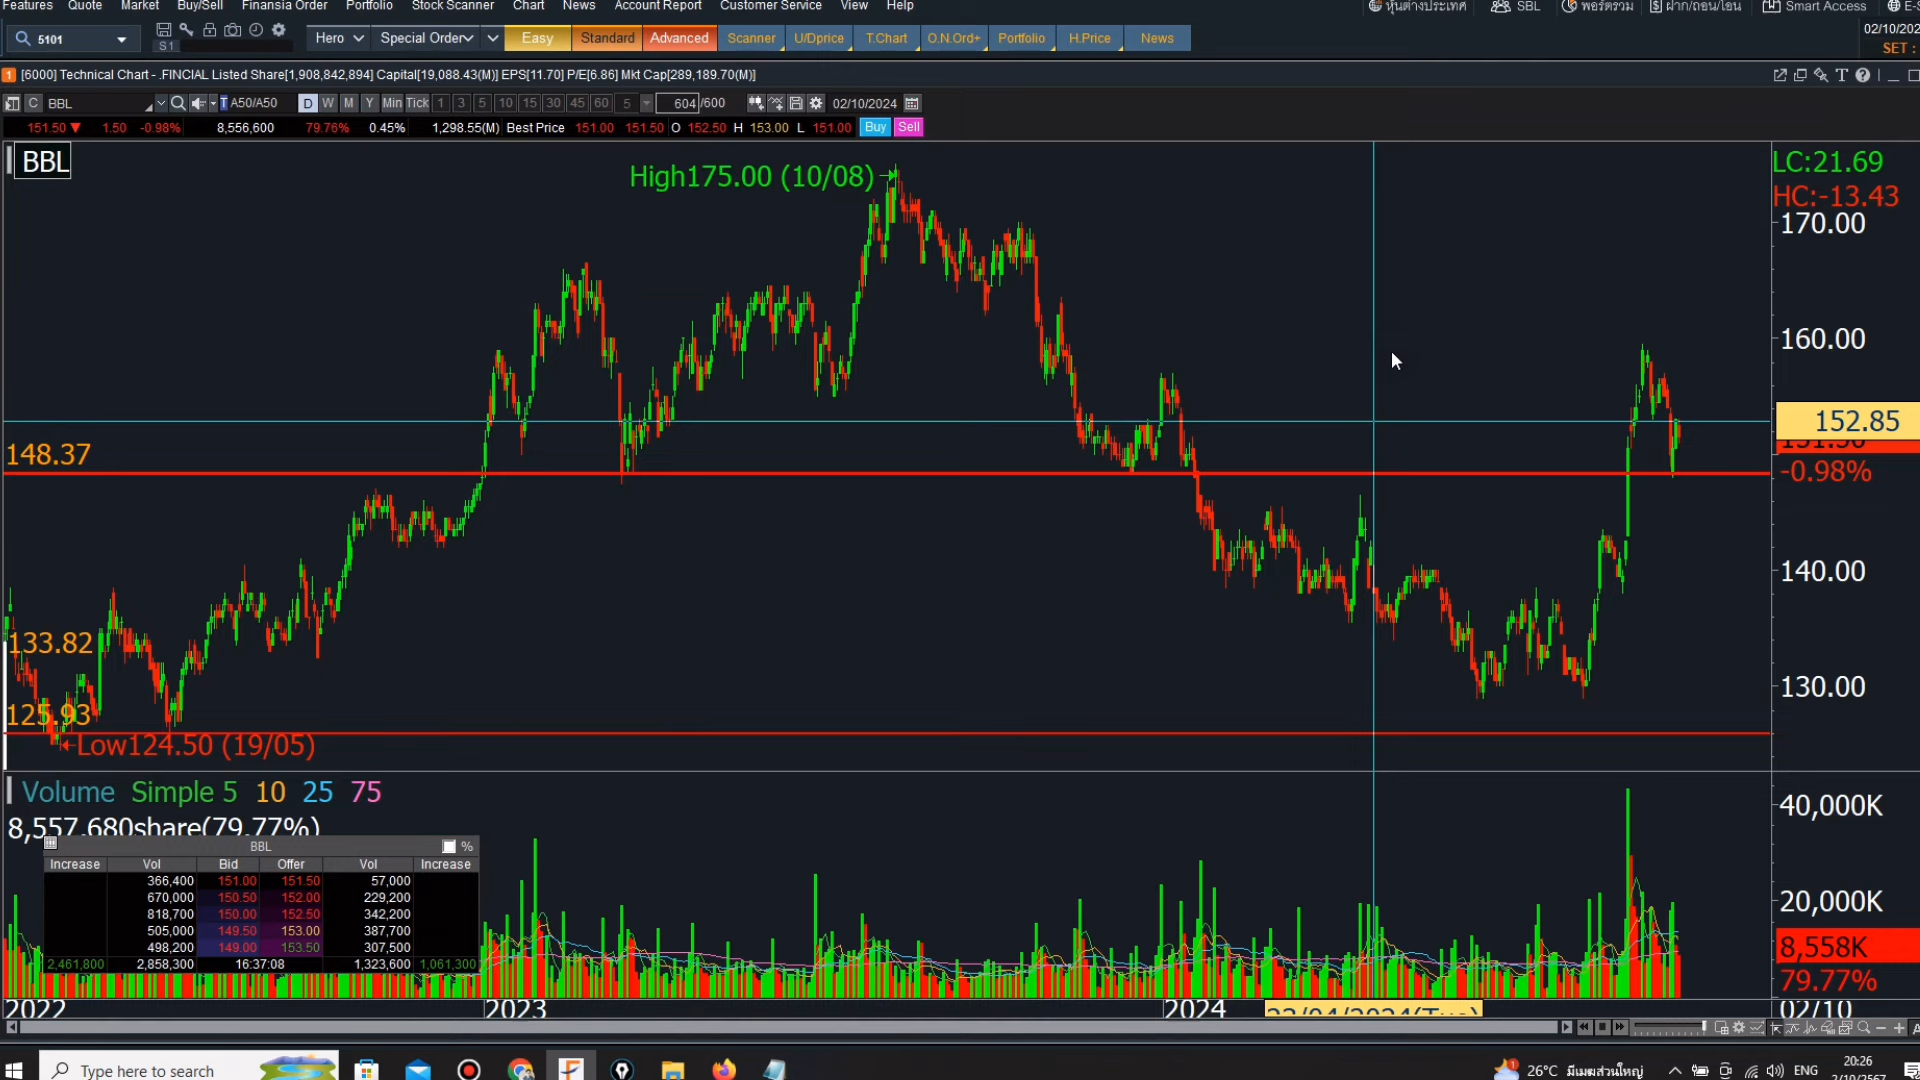 Features Quote Market Buy/Sell Finansia Order Portfolio Stock Scanner Chart News Account Report Customer Service View Help หุ้นต่างประเทศ SBL พอร์ตรวม ฝาก/ถอน/โอน Smart Access
5101 S1 Hero Special Order Easy Standard Advanced Scanner U/Dprice T.Chart O.N.Ord+ Portfolio H.Price News 02/10/202
SET :
1 [6000] Technical Chart - .FINCIAL Listed Share[1,908,842,894] Capital[19,088.43(M)] EPS[11.70] P/E[6.86] Mkt Cap[289,189.70(M)]
C BBL T A50/A50 D W M Y Min Tick 1 3 5 10 15 30 45 60 5 604 /600 02/10/2024
151.50 ▼ 1.50 -0.98% 8,556,600 79.76% 0.45% 1,298.55(M) Best Price 151.00 151.50 O 152.50 H 153.00 L 151.00 Buy Sell
BBL
High175.00 (10/08)
LC:21.69
HC:-13.43
170.00
160.00
152.85
-0.98%
148.37
140.00
133.82
130.00
125.93
Low124.50 (19/05)
Volume Simple 5 10 25 75
8,557,680share(79.77%)
40,000K
20,000K
8,558K
79.77%
BBL %
Increase Vol Bid Offer Vol Increase
366,400 151.00 151.50 57,000
670,000 150.50 152.00 229,200
818,700 150.00 152.50 342,200
505,000 149.50 153.00 387,700
498,200 149.00 153.50 307,500
2,461,800 2,858,300 16:37:08 1,323,600 1,061,300
2022 2023 2024 23/04/2024(Tue) 02/10
Type here to search 26°C มีเมฆส่วนใหญ่ ENG 20:26
2/10/2567